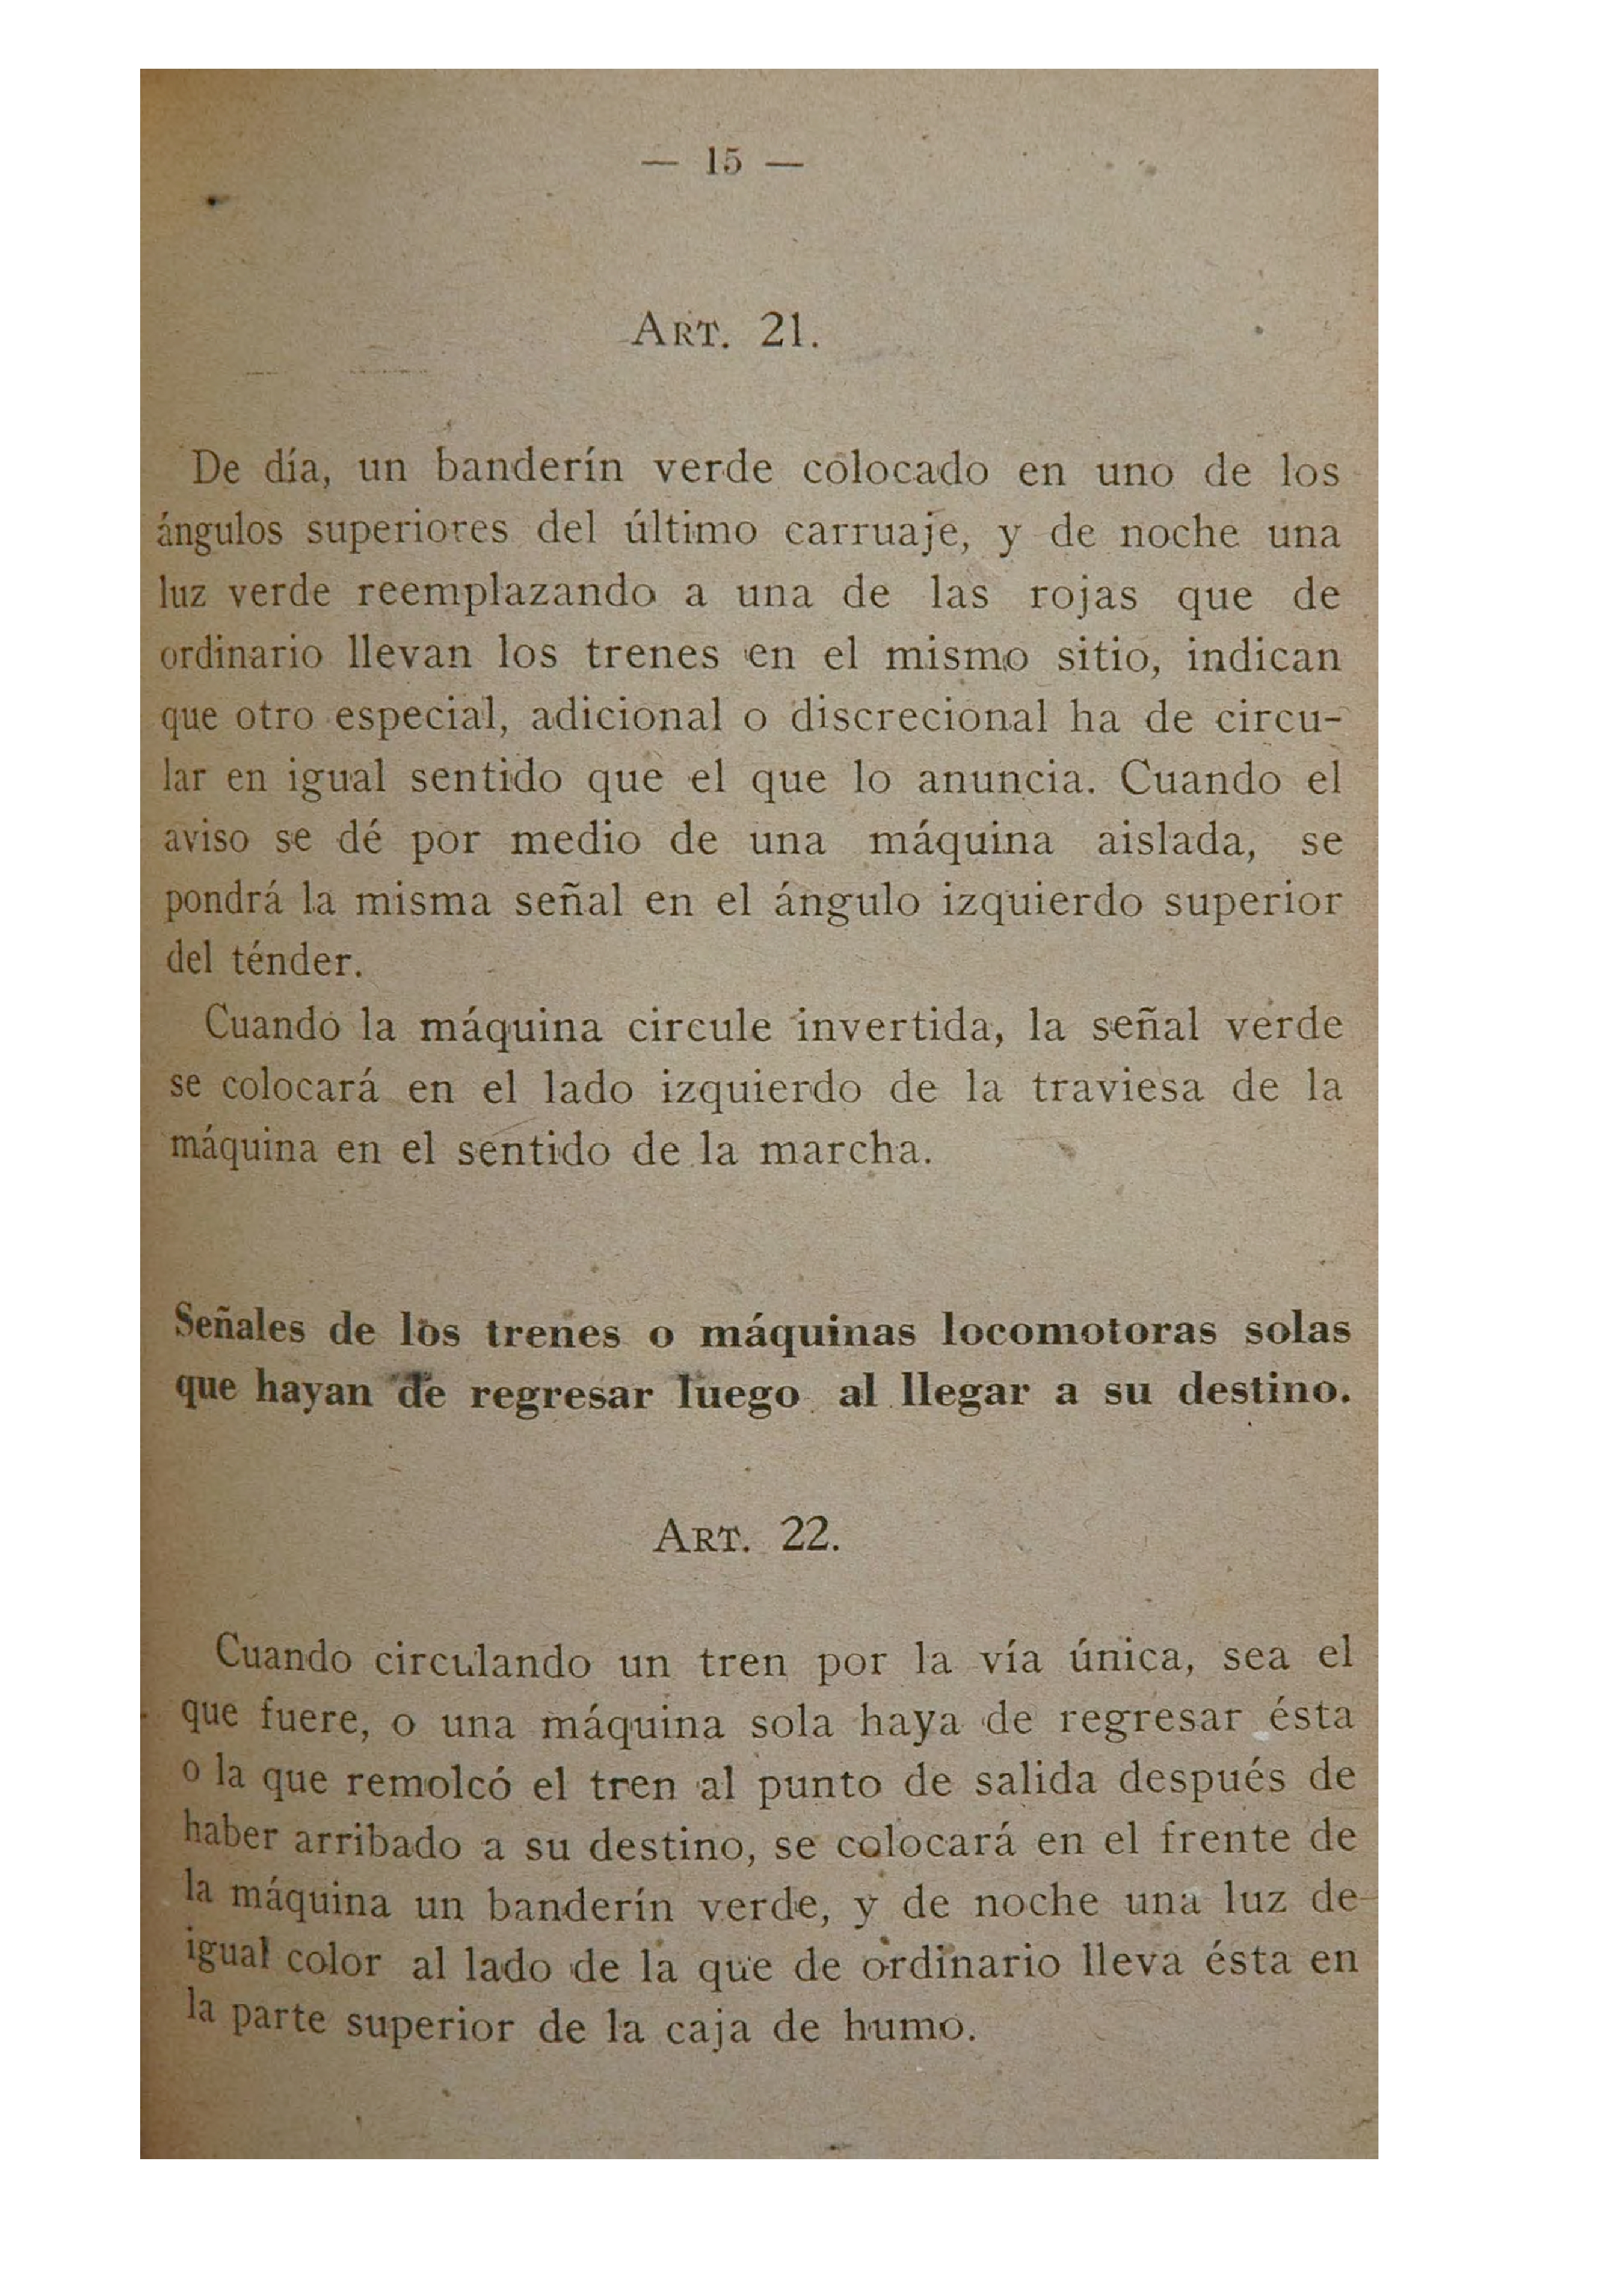 — 15 —
ART. 21.
De día, un banderín verde colocado en uno de los
ángulos superiores del último carruaje, y de noche una
luz verde reemplazando a una de las rojas que de
ordinario llevan los trenes en el mismo sitio, indican
que otro especial, adicional o discrecional ha de circu-
lar en igual sentido que el que lo anuncia. Cuando el
aviso se dé por medio de una máquina aislada, se
pondrá la misma señal en el ángulo izquierdo superior
del ténder.
Cuando la máquina circule invertida, la señal verde
se colocará en el lado izquierdo de la traviesa de la
máquina en el sentido de la marcha.
Señales de los trenes o máquinas locomotoras solas
que hayan de regresar luego al llegar a su destino.
ART. 22.
Cuando circulando un tren por la vía única, sea el
que fuere, o una máquina sola haya de regresar ésta
o la que remolcó el tren al punto de salida después de
haber arribado a su destino, se colocará en el frente de
la máquina un banderín verde, y de noche una luz de
igual color al lado de la que de ordinario lleva ésta en
la parte superior de la caja de humo.